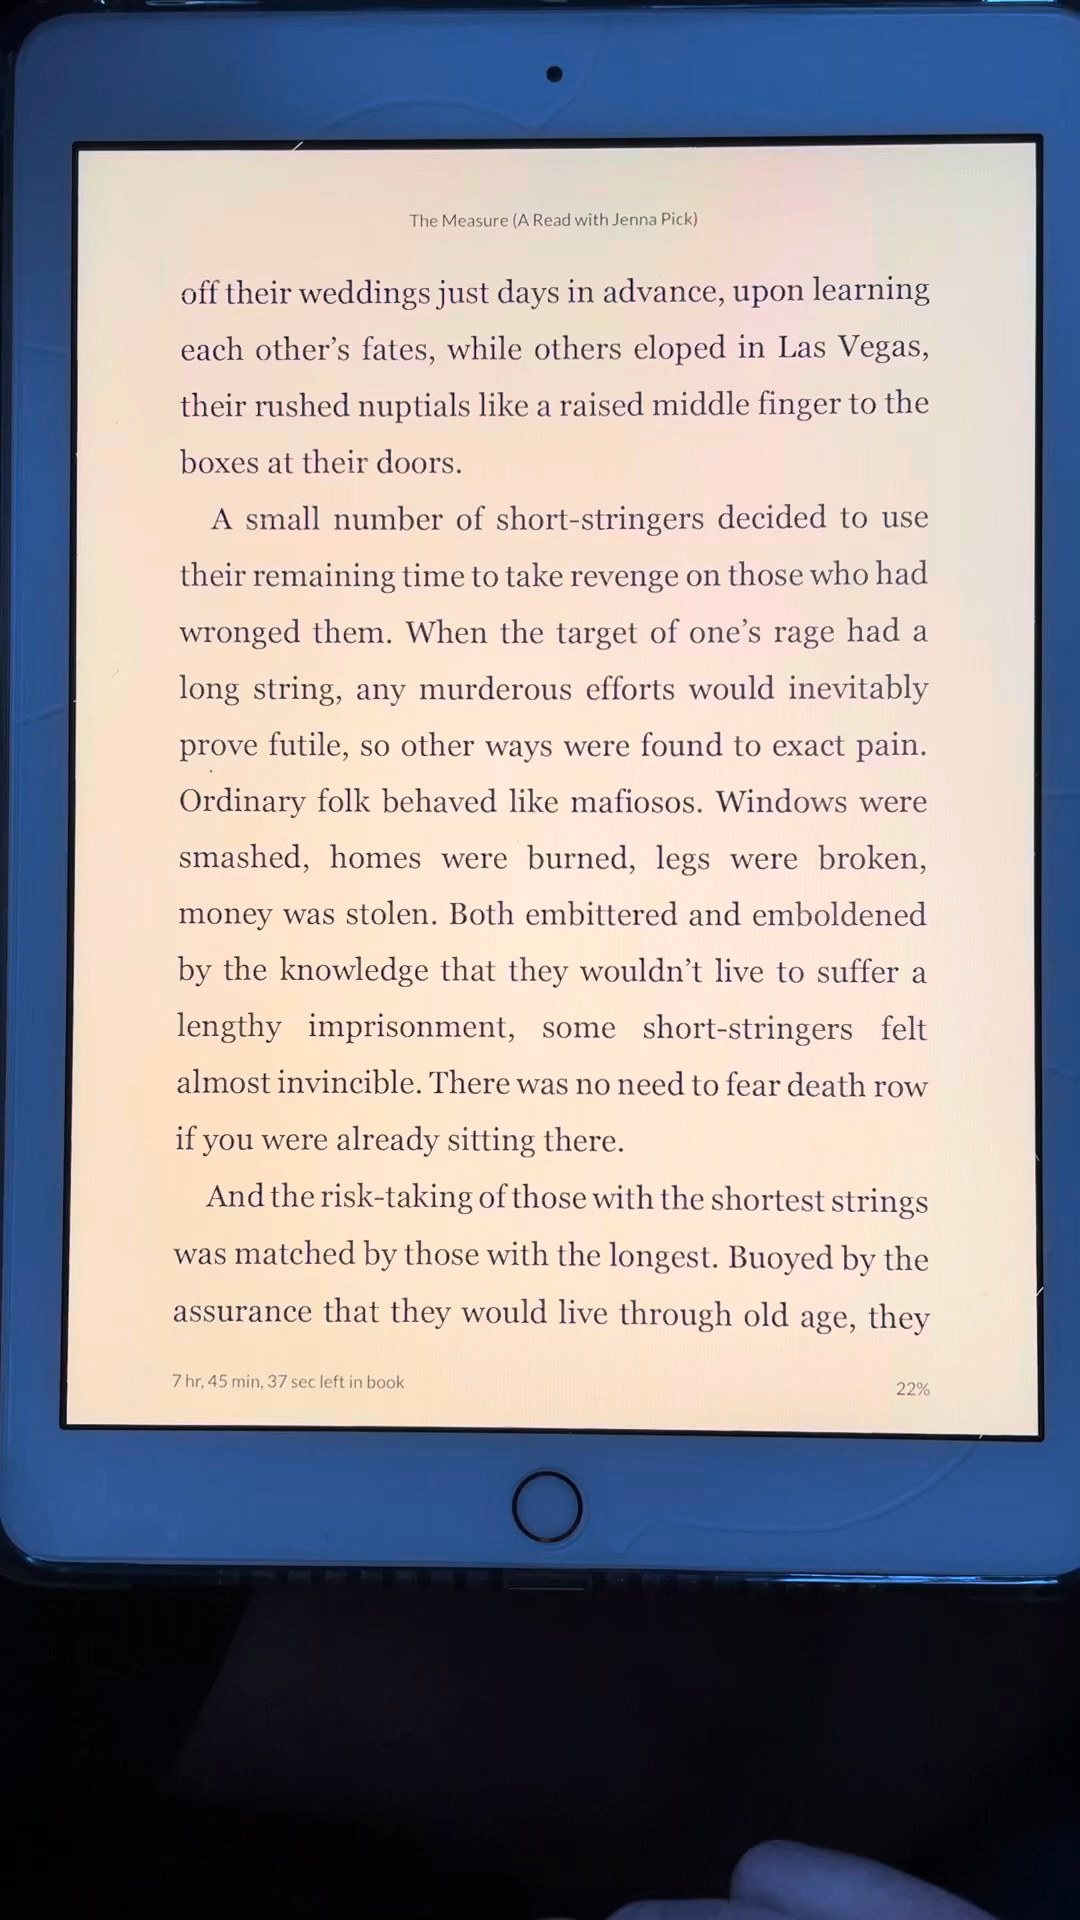 The Measure (A Read with Jenna Pick)
off their weddings just days in advance, upon learning
each other’s fates, while others eloped in Las Vegas,
their rushed nuptials like a raised middle finger to the
boxes at their doors.
A small number of short-stringers decided to use
their remaining time to take revenge on those who had
wronged them. When the target of one’s rage had a
long string, any murderous efforts would inevitably
prove futile, so other ways were found to exact pain.
Ordinary folk behaved like mafiosos. Windows were
smashed, homes were burned, legs were broken,
money was stolen. Both embittered and emboldened
by the knowledge that they wouldn’t live to suffer a
lengthy imprisonment, some short-stringers felt
almost invincible. There was no need to fear death row
if you were already sitting there.
And the risk-taking of those with the shortest strings
was matched by those with the longest. Buoyed by the
assurance that they would live through old age, they
7 hr, 45 min, 37 sec left in book
22%